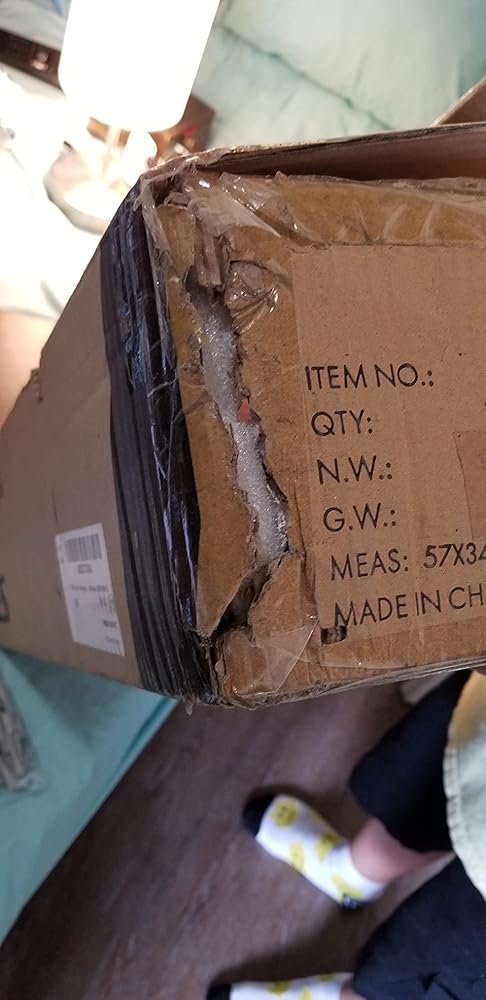 ITEM NO.:
QTY:
N.W.:
G.W.:
MEAS: 57X34
MADE IN CH